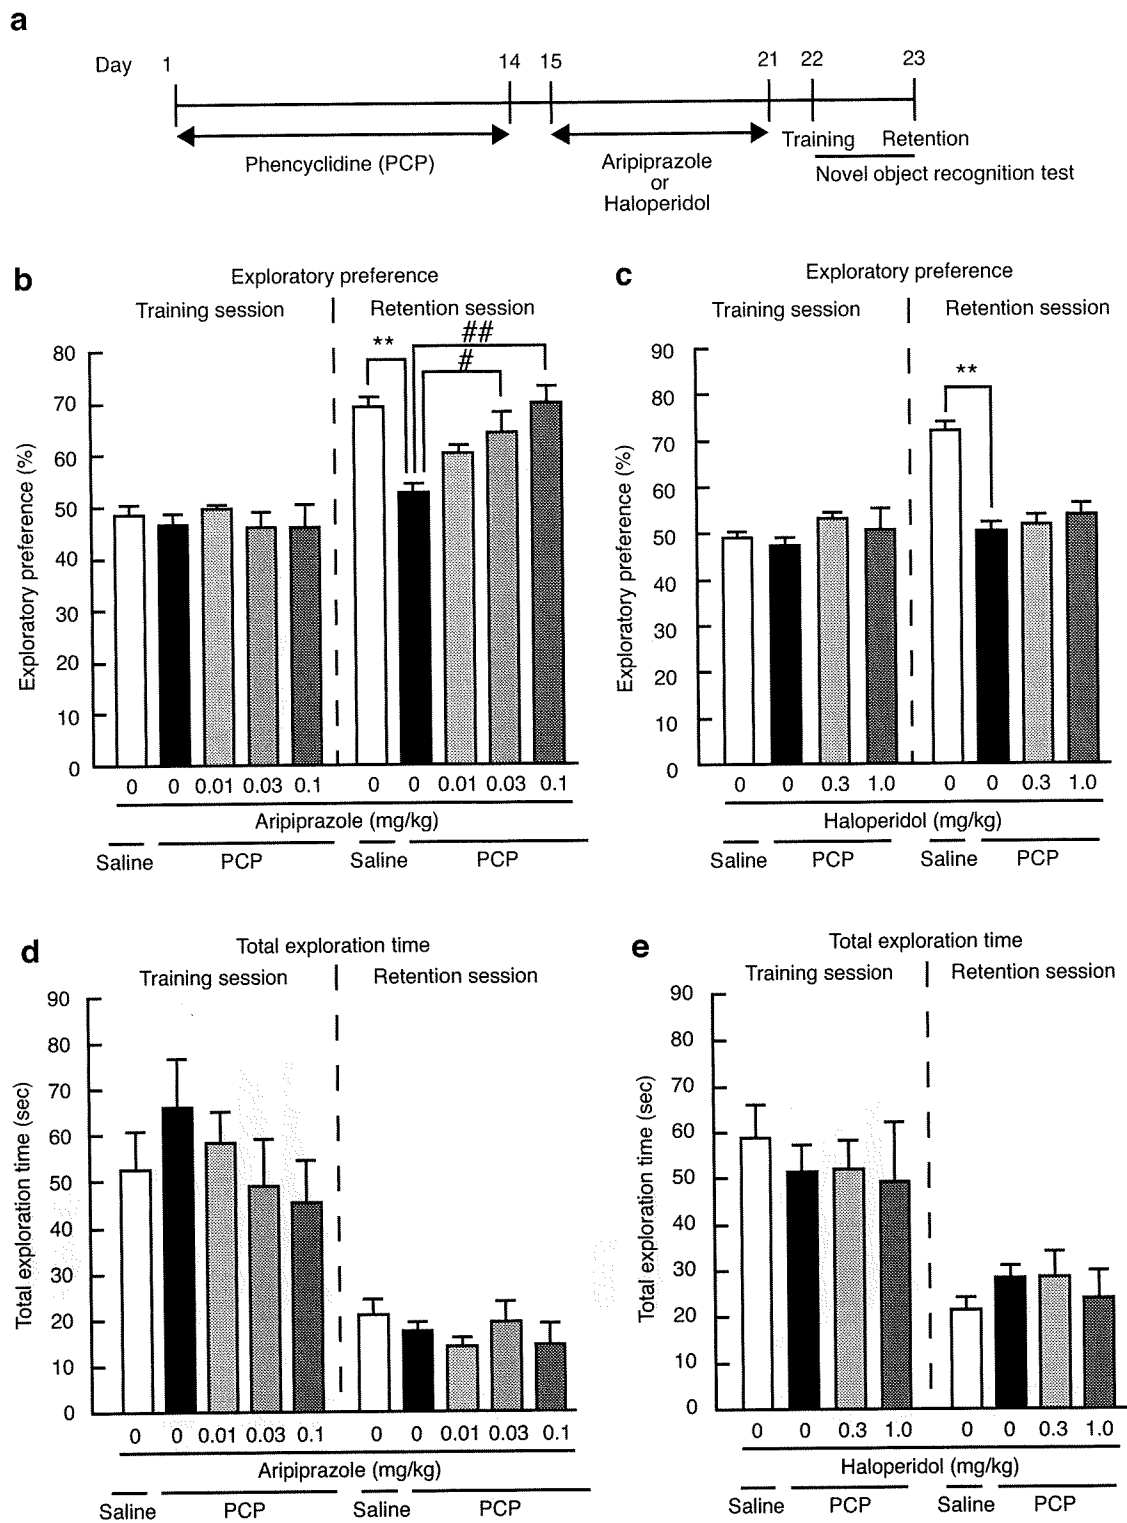 a
Day 1 14 15 21 22 23
Training Retention
Phencyclidine (PCP)
Aripiprazole
or
Haloperidol
Novel object recognition test
b
Exploratory preference
Training session Retention session
** ## #
Exploratory preference (%)
80
70
60
50
40
30
20
10
0
0 0 0.01 0.03 0.1 0 0 0.01 0.03 0.1
Aripiprazole (mg/kg)
Saline PCP Saline PCP
c
Exploratory preference
Training session Retention session
**
Exploratory preference (%)
90
80
70
60
50
40
30
20
10
0
0 0 0.3 1.0 0 0 0.3 1.0
Haloperidol (mg/kg)
Saline PCP Saline PCP
d
Total exploration time
Training session Retention session
Total exploration time (sec)
90
80
70
60
50
40
30
20
10
0
0 0 0.01 0.03 0.1 0 0 0.01 0.03 0.1
Aripiprazole (mg/kg)
Saline PCP Saline PCP
e
Total exploration time
Training session Retention session
Total exploration time (sec)
90
80
70
60
50
40
30
20
10
0
0 0 0.3 1.0 0 0 0.3 1.0
Haloperidol (mg/kg)
Saline PCP Saline PCP